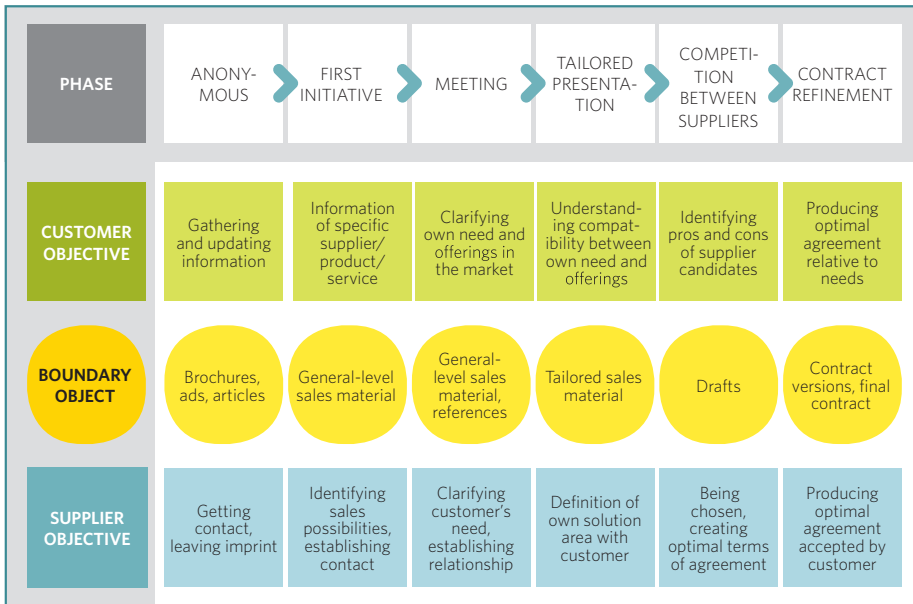 PHASE
ANONY-
MOUS
FIRST
INITIATIVE
MEETING
TAILORED
PRESENTA-
TION
COMPETI-
TION
BETWEEN
SUPPLIERS
CONTRACT
REFINEMENT
CUSTOMER
OBJECTIVE
Gathering
and updating
information
Information
of specific
supplier/
product/
service
Clarifying
own need and
offerings in
the market
Understand-
ing compat-
ibility between
own need and
offerings
Identifying
pros and cons
of supplier
candidates
Producing
optimal
agreement
relative to
needs
BOUNDARY
OBJECT
Brochures,
ads, articles
General-level
sales material
General-
level sales
material,
references
Tailored sales
material
Drafts
Contract
versions, final
contract
SUPPLIER
OBJECTIVE
Getting
contact,
leaving imprint
Identifying
sales
possibilities,
establishing
contact
Clarifying
customer's
need,
establishing
relationship
Definition of
own solution
area with
customer
Being
chosen,
creating
optimal terms
of agreement
Producing
optimal
agreement
accepted by
customer